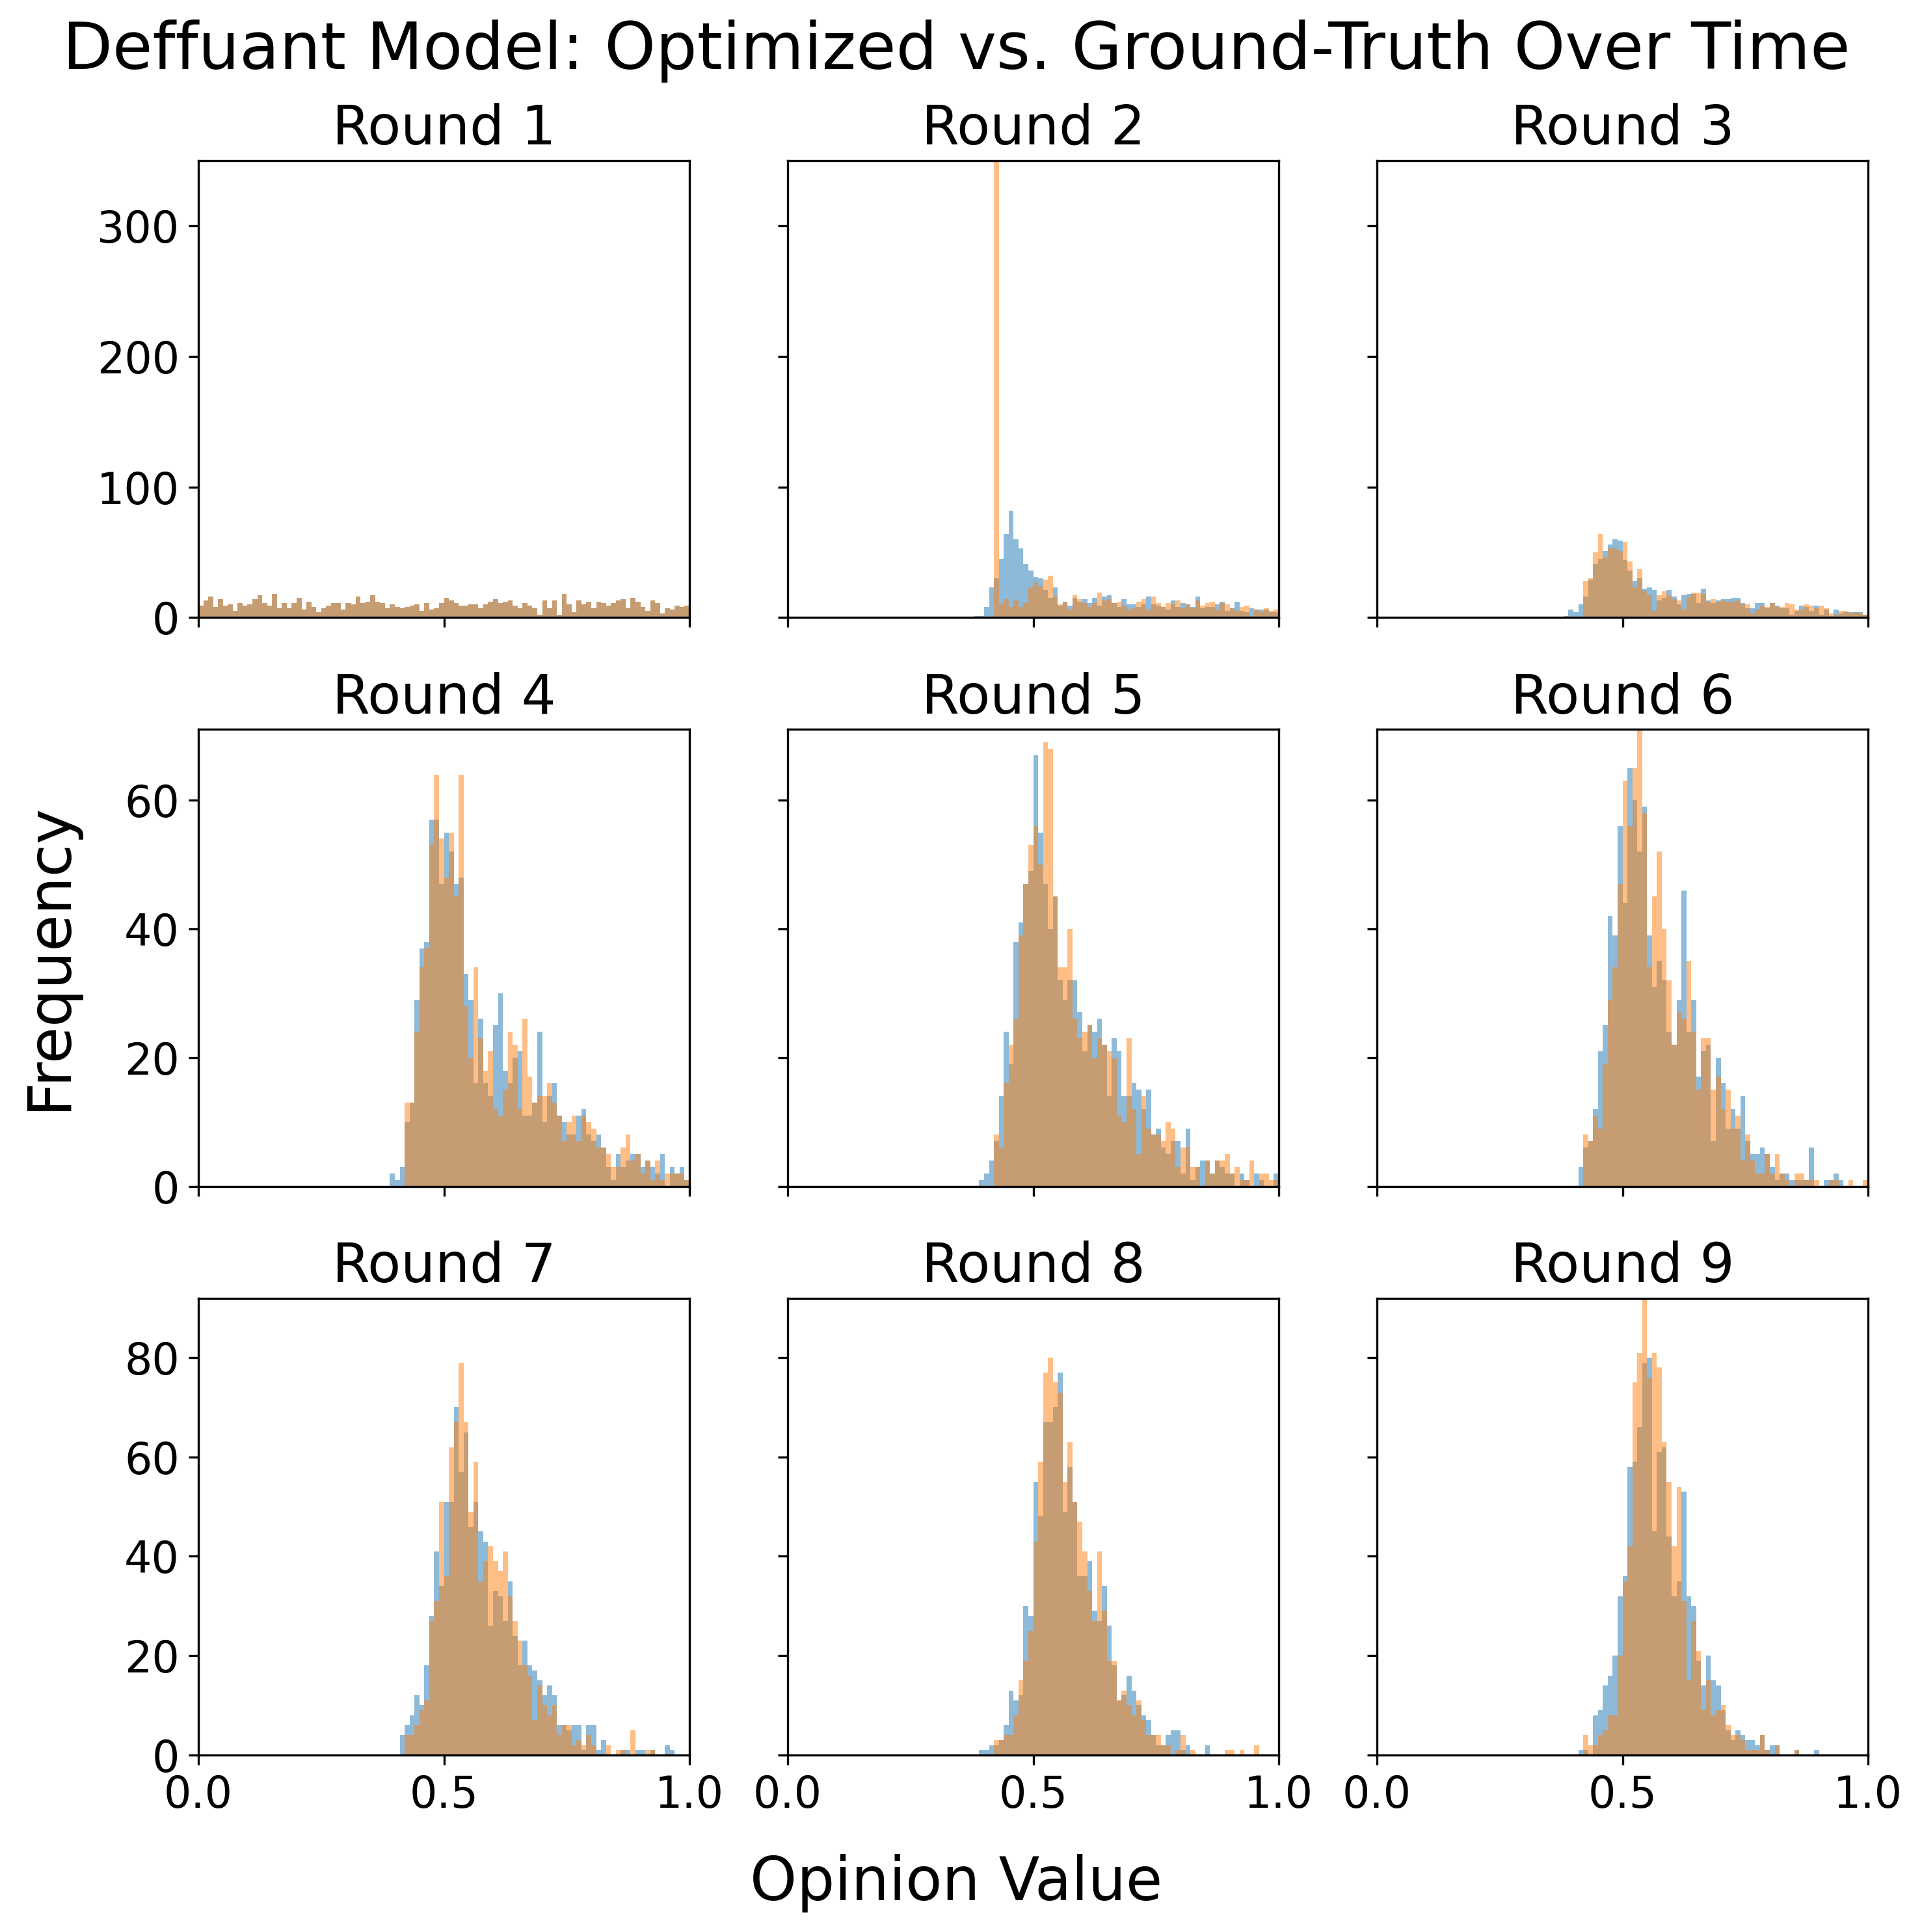 Deffuant Model: Optimized vs. Ground-Truth Over Time
Round 1
Round 2
Round 3
300
200
100
0
Round 4
Round 5
Round 6
60
40
20
0
Frequency
Round 7
Round 8
Round 9
80
60
40
20
0
0.0 0.5 1.0
0.0 0.5 1.0
0.0 0.5 1.0
Opinion Value